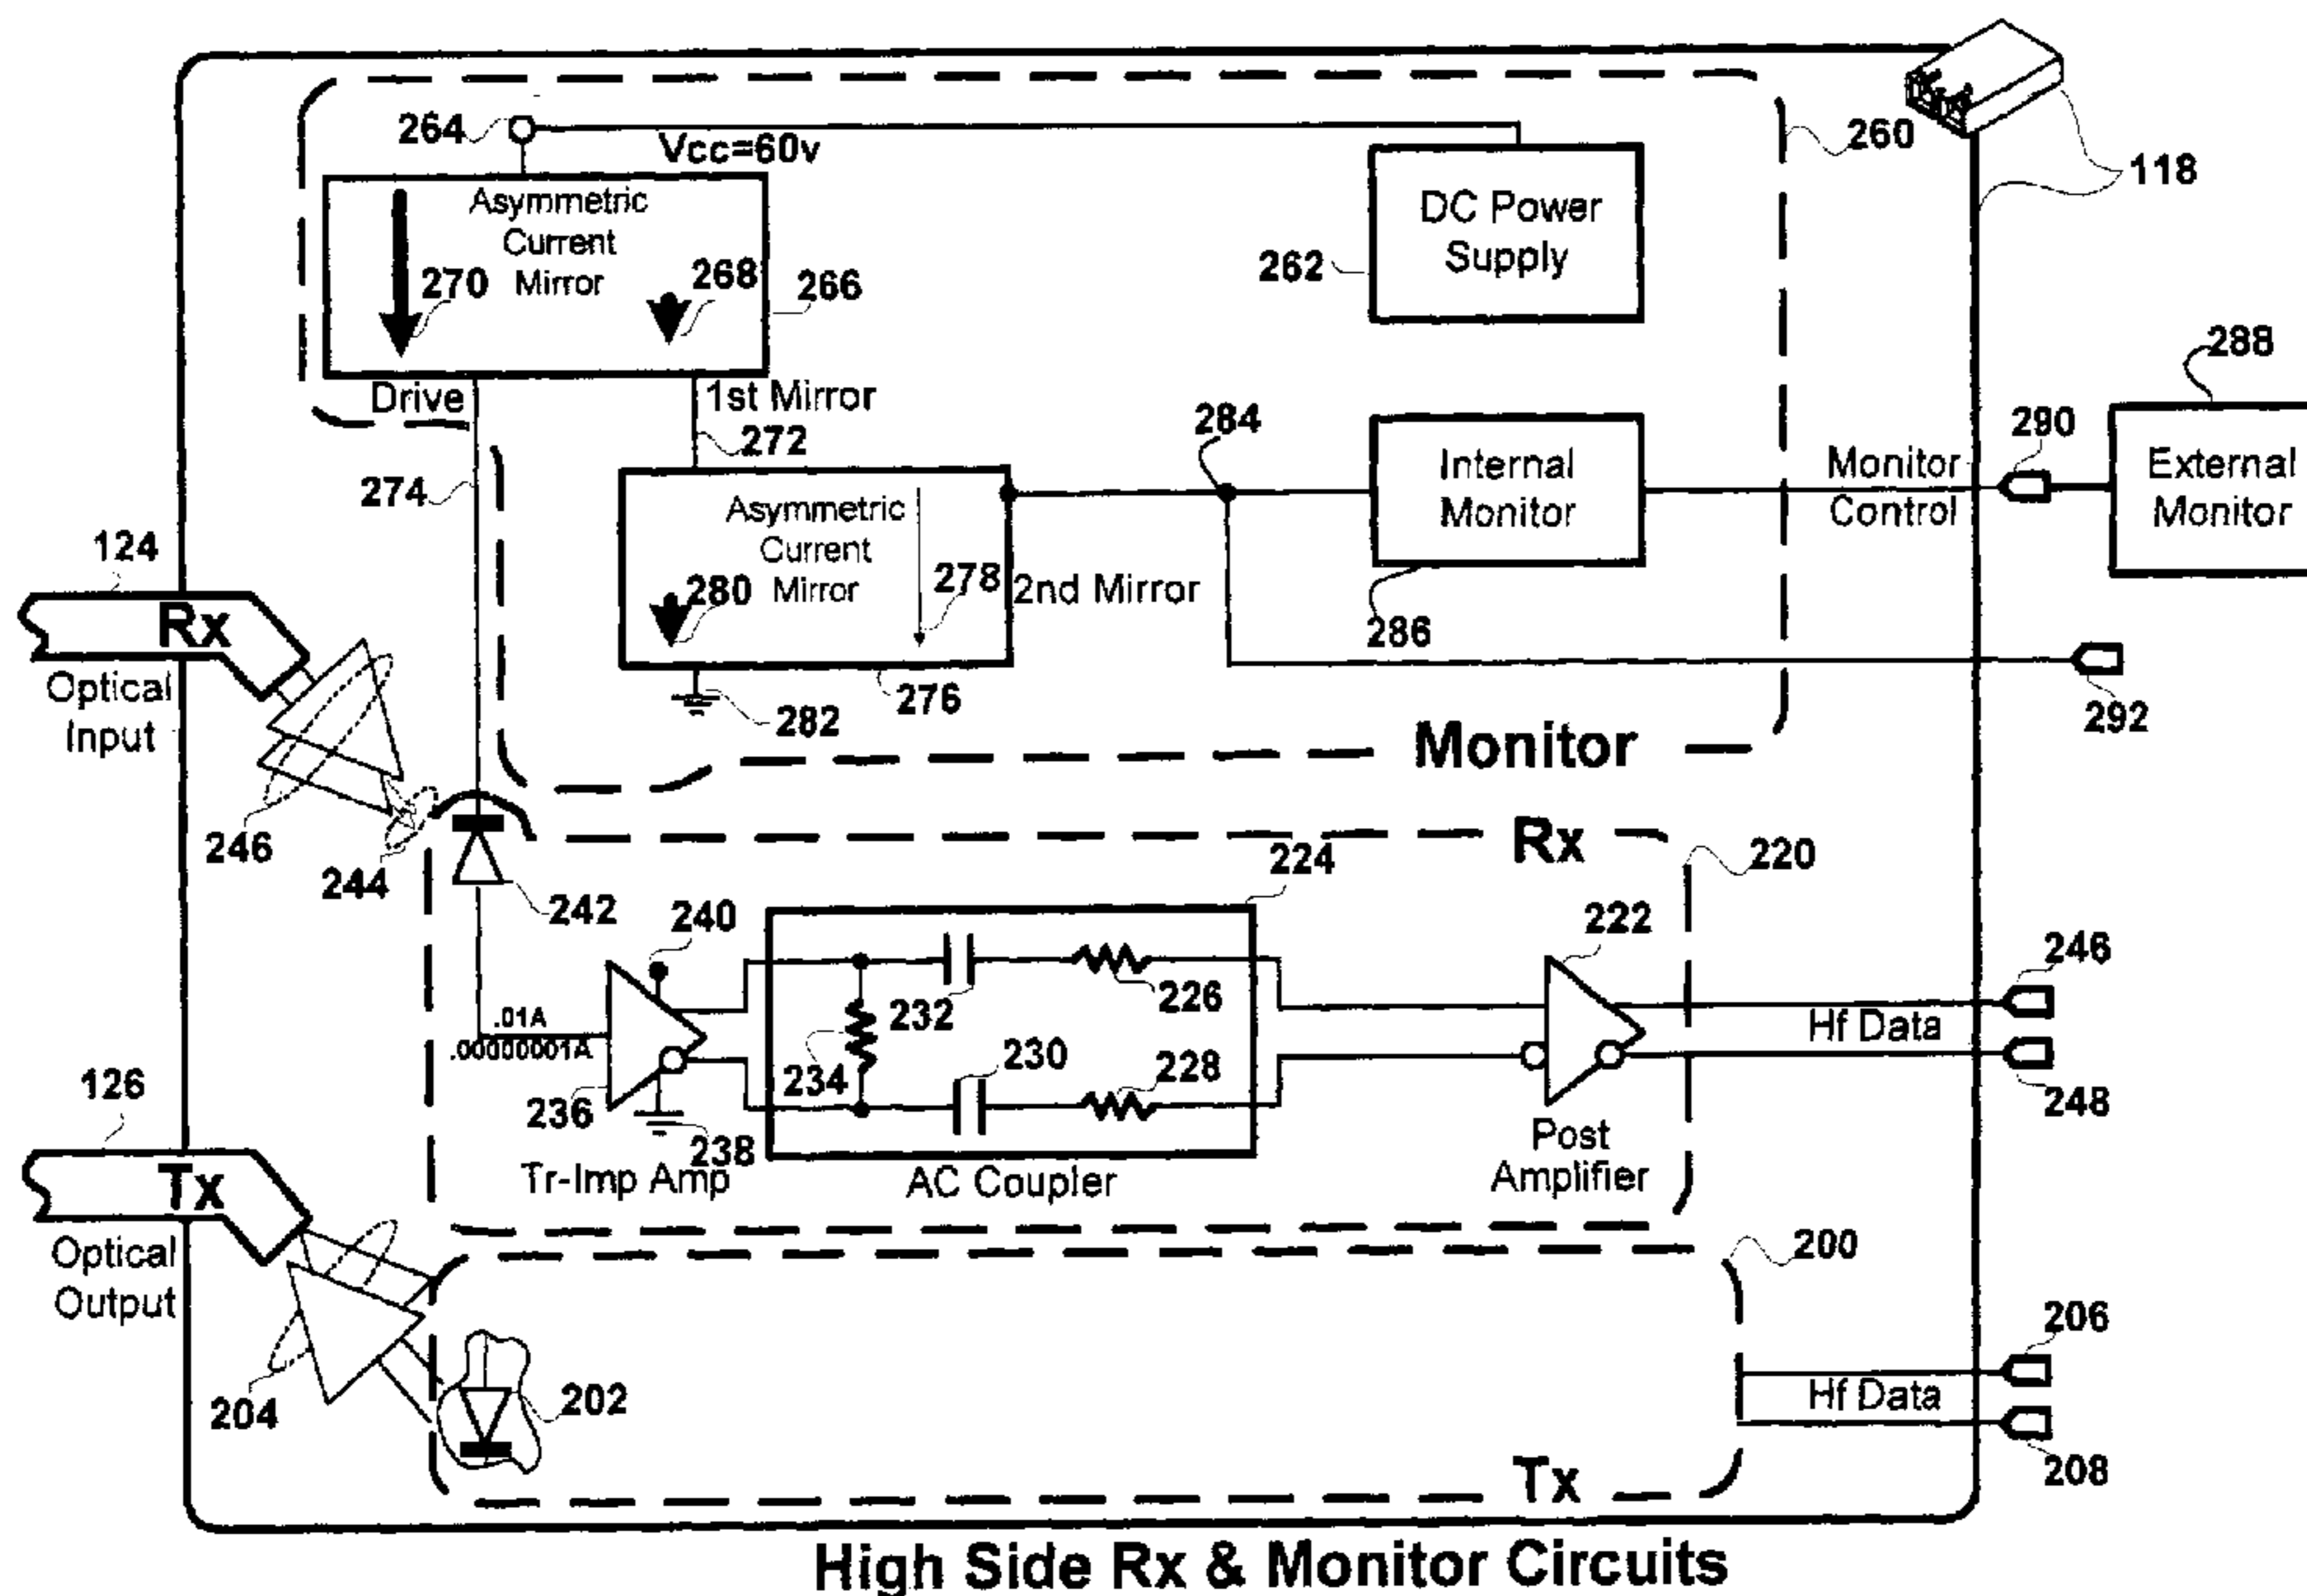 264
Vcc=60v
260
118
Asymmetric
Current
Mirror
270
268
266
DC Power
Supply
262
288
Drive
1st Mirror
272
284
290
274
Internal
Monitor
Monitor
Control
External
Monitor
Asymmetric
Current
Mirror
280
278
2nd Mirror
286
124
Rx
Optical
Input
282
276
292
Monitor
246
244
Rx
220
224
242
240
222
246
232
226
.01A
.00000001A
Hf Data
234
230
228
236
238
248
126
Tr-Imp Amp
AC Coupler
Post
Amplifier
Tx
Optical
Output
200
206
204
202
Hf Data
208
Tx
High Side Rx & Monitor Circuits